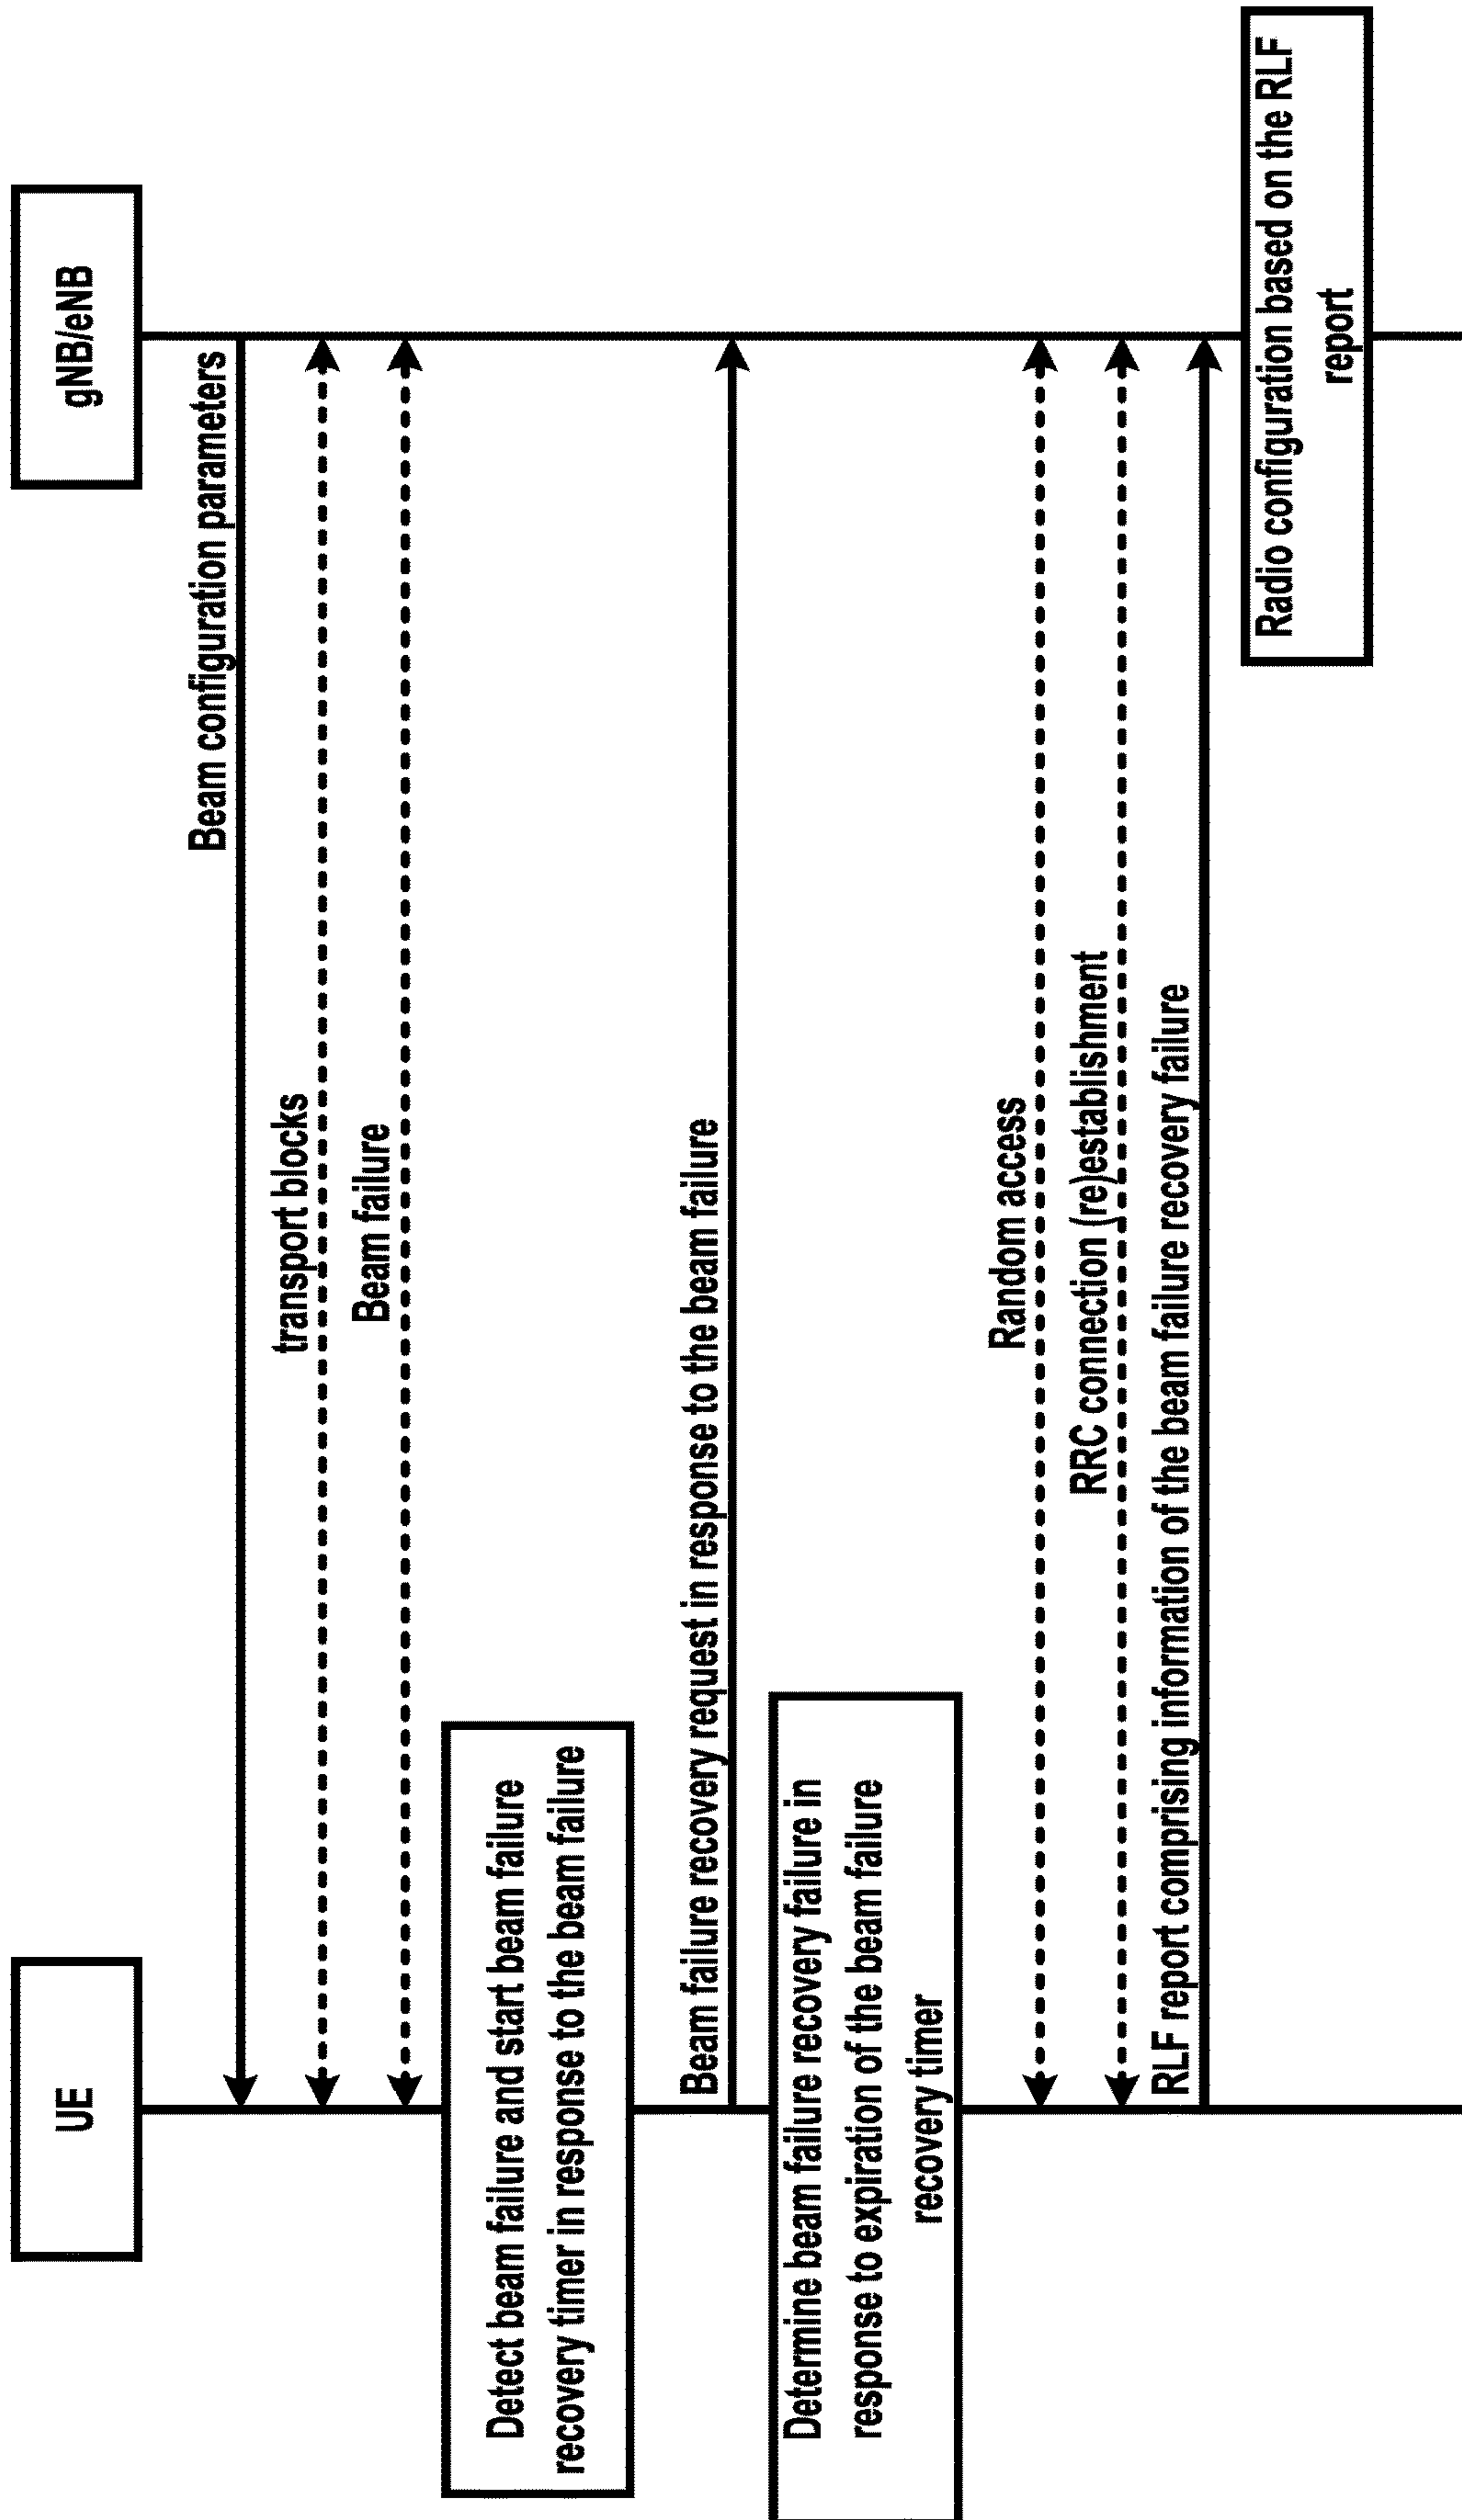 UE
gNB/eNB
Beam configuration parameters
transport blocks
Beam failure
Detect beam failure and start beam failure
recovery timer in response to the beam failure
Beam failure recovery request in response to the beam failure
Determine beam failure recovery failure in
response to expiration of the beam failure
recovery timer
Random access
RRC connection (re)establishment
RLF report comprising information of the beam failure recovery failure
Radio configuration based on the RLF
report